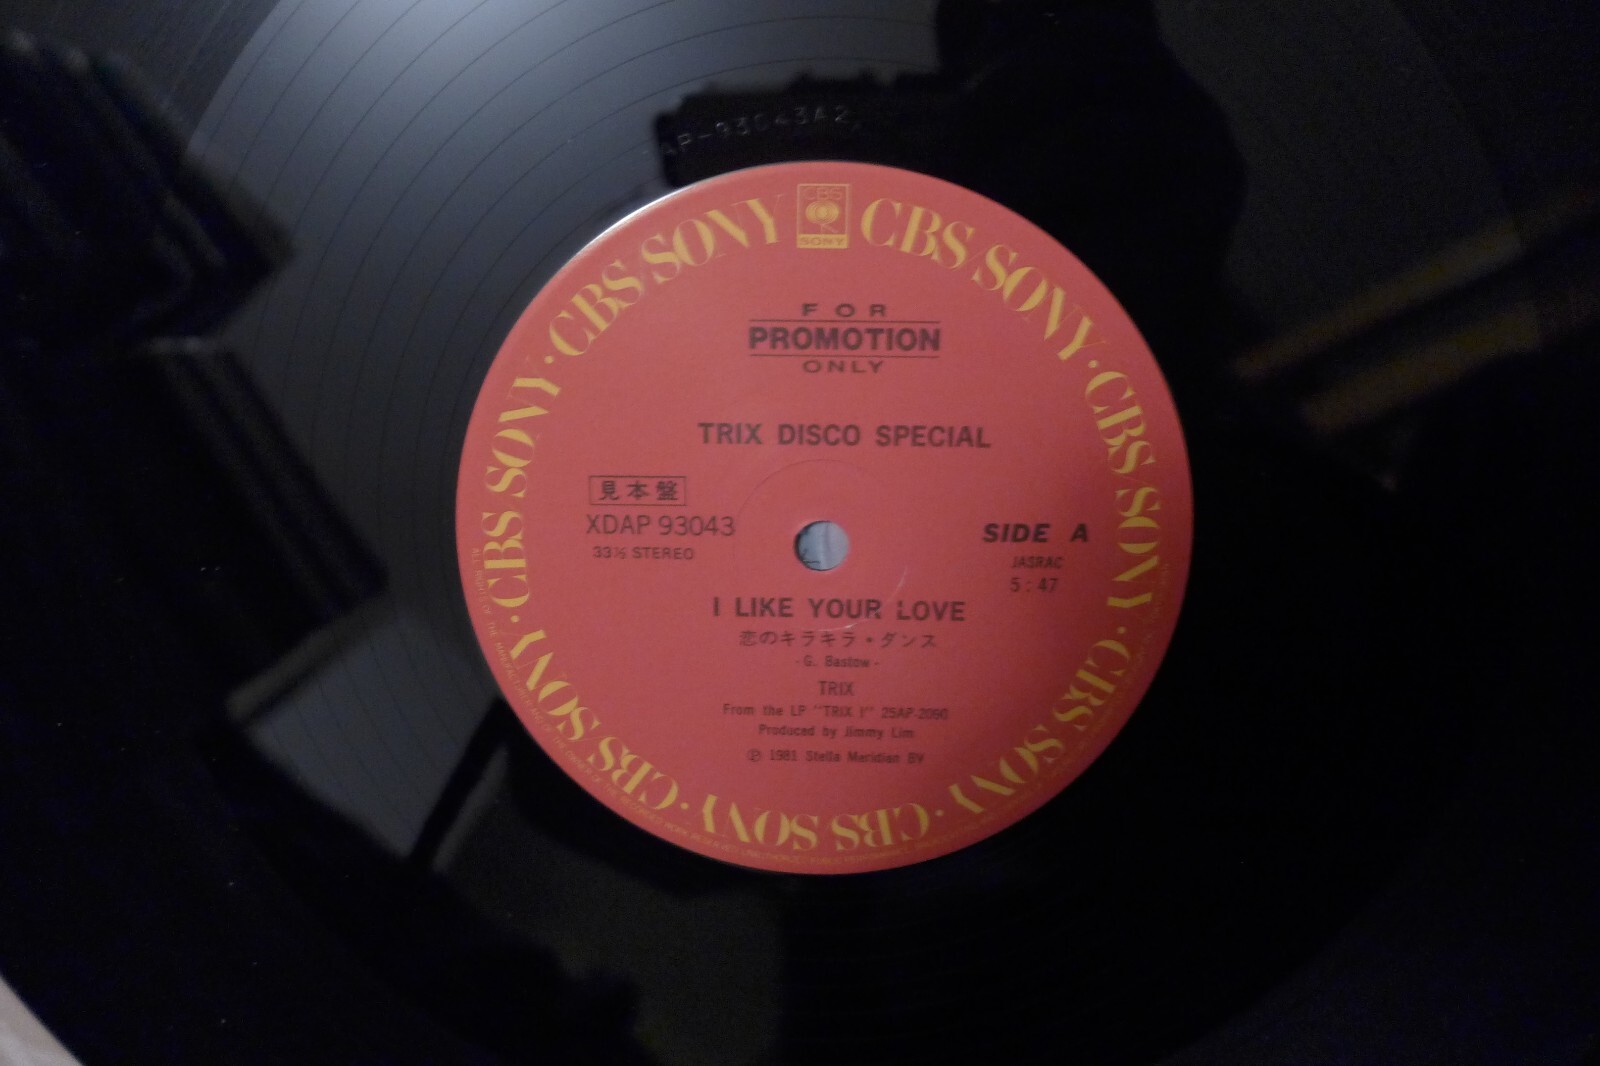 CBS
SONY
CBS/SONY · CBS/SONY · CBS/SONY · CBS/SONY · CBS/SONY · CBS/SONY · CBS/SONY
FOR
PROMOTION
ONLY
TRIX DISCO SPECIAL
見本盤
XDAP 93043
33⅓ STEREO
SIDE A
JASRAC
5:47
I LIKE YOUR LOVE
恋のキラキラ・ダンス
-G. Bastow-
TRIX
From the LP "TRIX I" 25AP-2090
Produced by Jimmy Lim
Ⓟ 1981 Stella Meridian BV